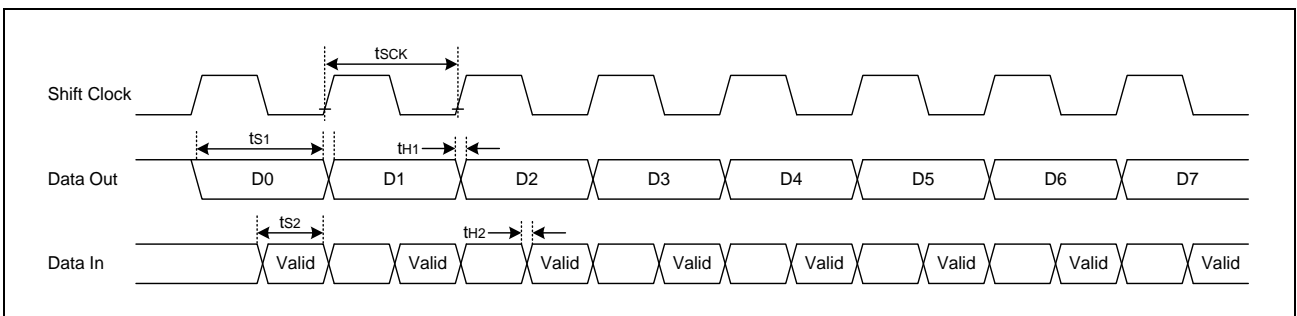 tSCK
Shift Clock
tS1
tH1
Data Out
D0 D1 D2 D3 D4 D5 D6 D7
tS2
tH2
Data In
Valid Valid Valid Valid Valid Valid Valid Valid